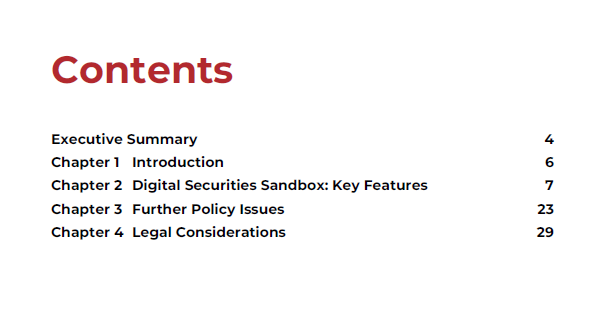 Contents
Executive Summary 4
Chapter 1 Introduction 6
Chapter 2 Digital Securities Sandbox: Key Features 7
Chapter 3 Further Policy Issues 23
Chapter 4 Legal Considerations 29